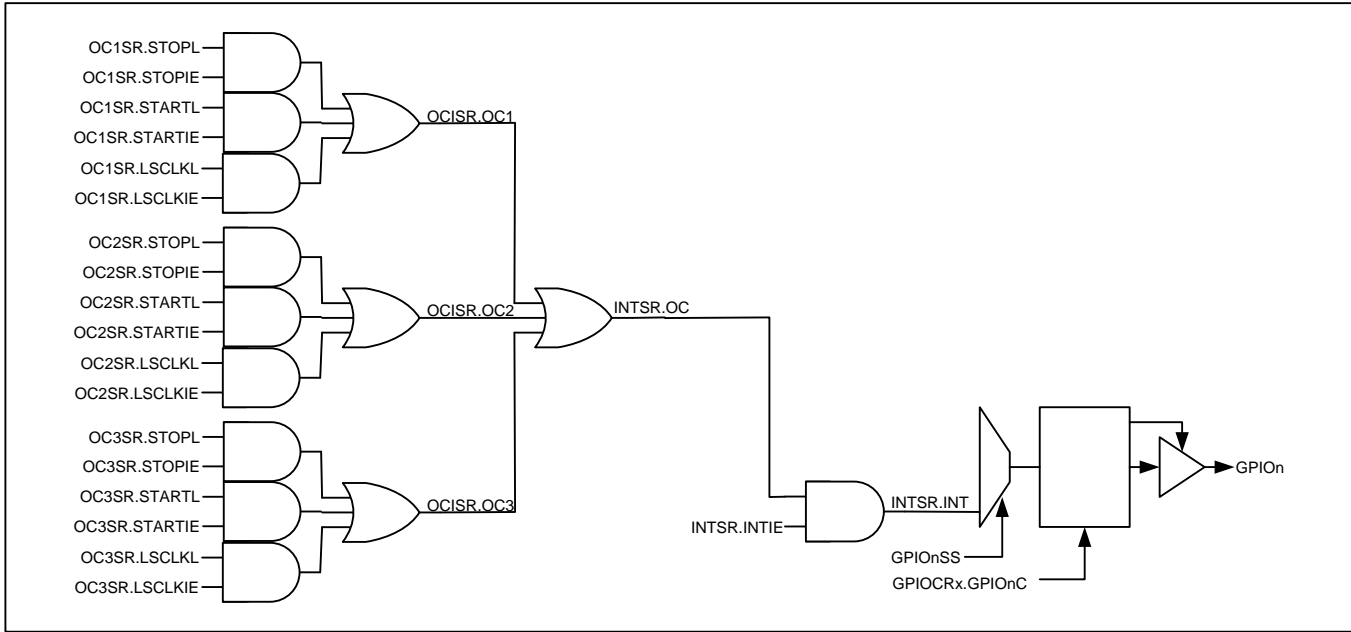 OC1SR.STOPL
OC1SR.STOPIE
OC1SR.STARTL
OC1SR.STARTIE
OC1SR.LSCLKL
OC1SR.LSCLKIE
OCISR.OC1
OC2SR.STOPL
OC2SR.STOPIE
OC2SR.STARTL
OC2SR.STARTIE
OC2SR.LSCLKL
OC2SR.LSCLKIE
OCISR.OC2
INTSR.OC
OC3SR.STOPL
OC3SR.STOPIE
OC3SR.STARTL
OC3SR.STARTIE
OC3SR.LSCLKL
OC3SR.LSCLKIE
OCISR.OC3
INTSR.INTIE
INTSR.INT
GPIOnSS
GPIOCRx.GPIOnC
GPIOn